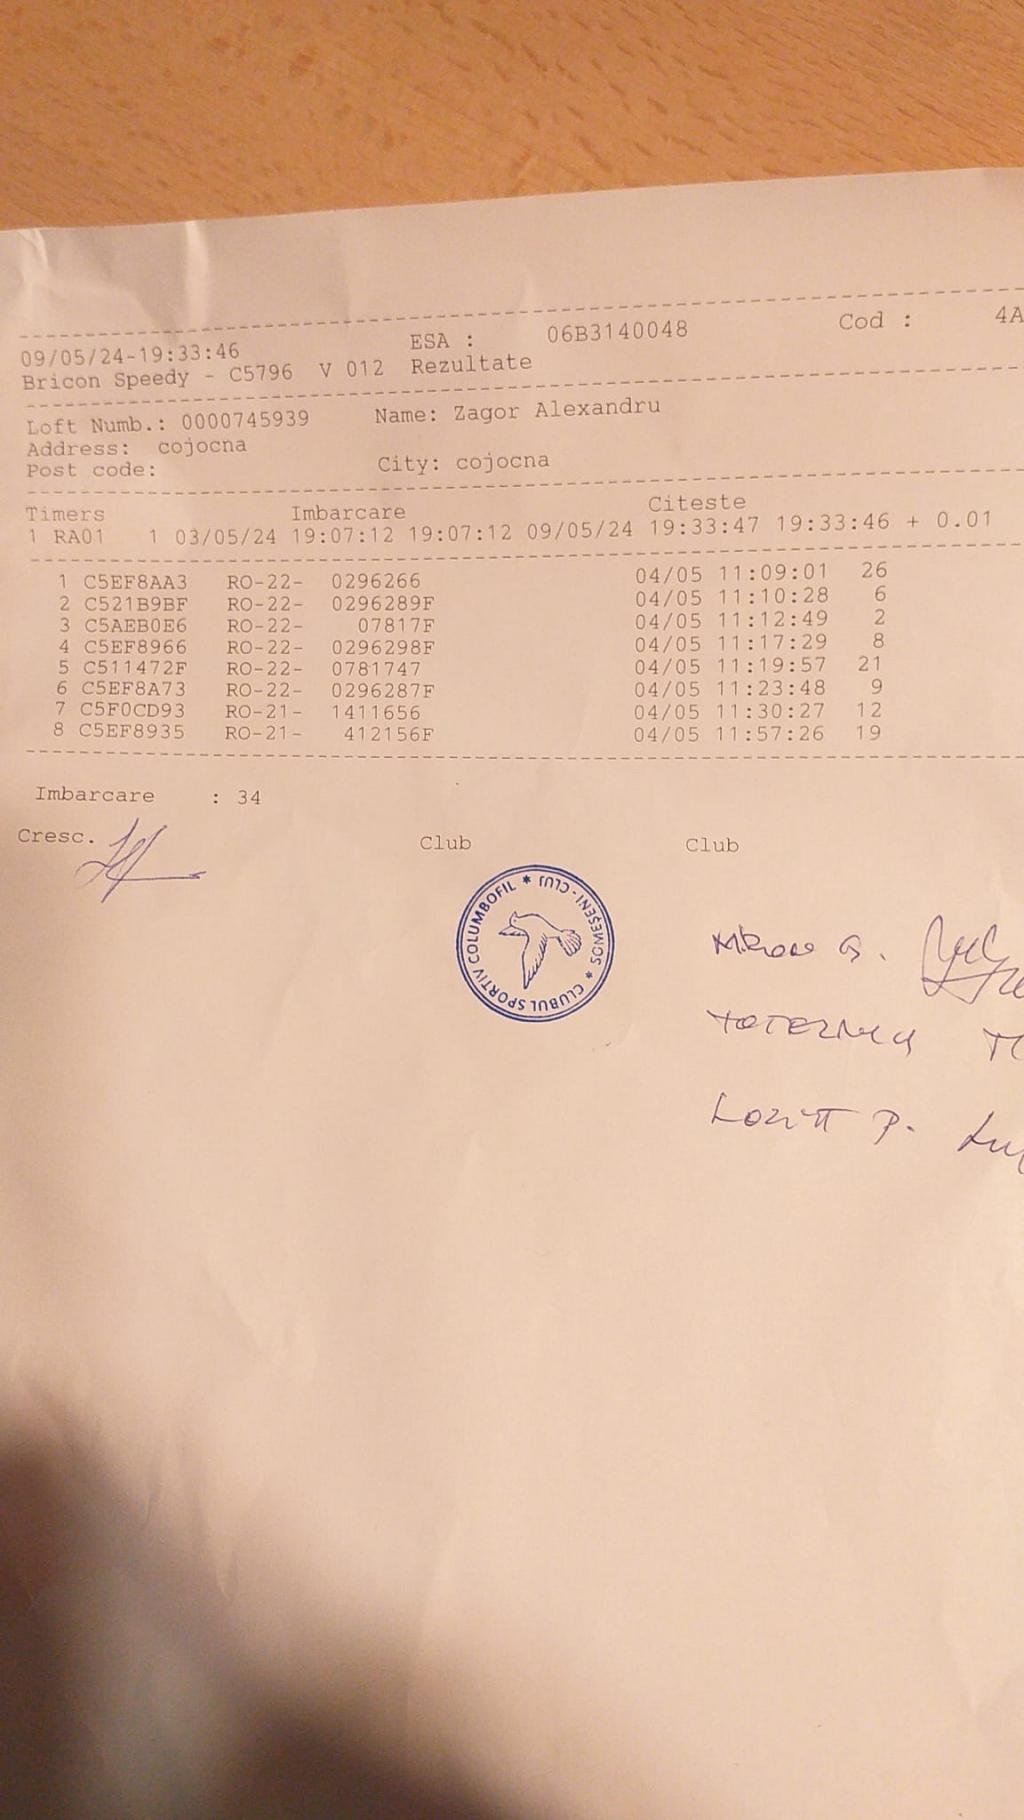 09/05/24-19:33:46 ESA : 06B3140048 Cod : 4A
Bricon Speedy - C5796 V 012 Rezultate
Loft Numb.: 0000745939 Name: Zagor Alexandru
Address: cojocna
Post code: City: cojocna
Timers Imbarcare Citeste
1 RA01 1 03/05/24 19:07:12 19:07:12 09/05/24 19:33:47 19:33:46 + 0.01
1 C5EF8AA3 RO-22- 0296266 04/05 11:09:01 26
2 C521B9BF RO-22- 0296289F 04/05 11:10:28 6
3 C5AEB0E6 RO-22- 07817F 04/05 11:12:49 2
4 C5EF8966 RO-22- 0296298F 04/05 11:17:29 8
5 C511472F RO-22- 0781747 04/05 11:19:57 21
6 C5EF8A73 RO-22- 0296287F 04/05 11:23:48 9
7 C5F0CD93 RO-21- 1411656 04/05 11:30:27 12
8 C5EF8935 RO-21- 412156F 04/05 11:57:26 19
Imbarcare : 34
Cresc. Club Club
CLUBUL SPORTIV COLUMBOFIL * SOMEŞENI - CLUJ *